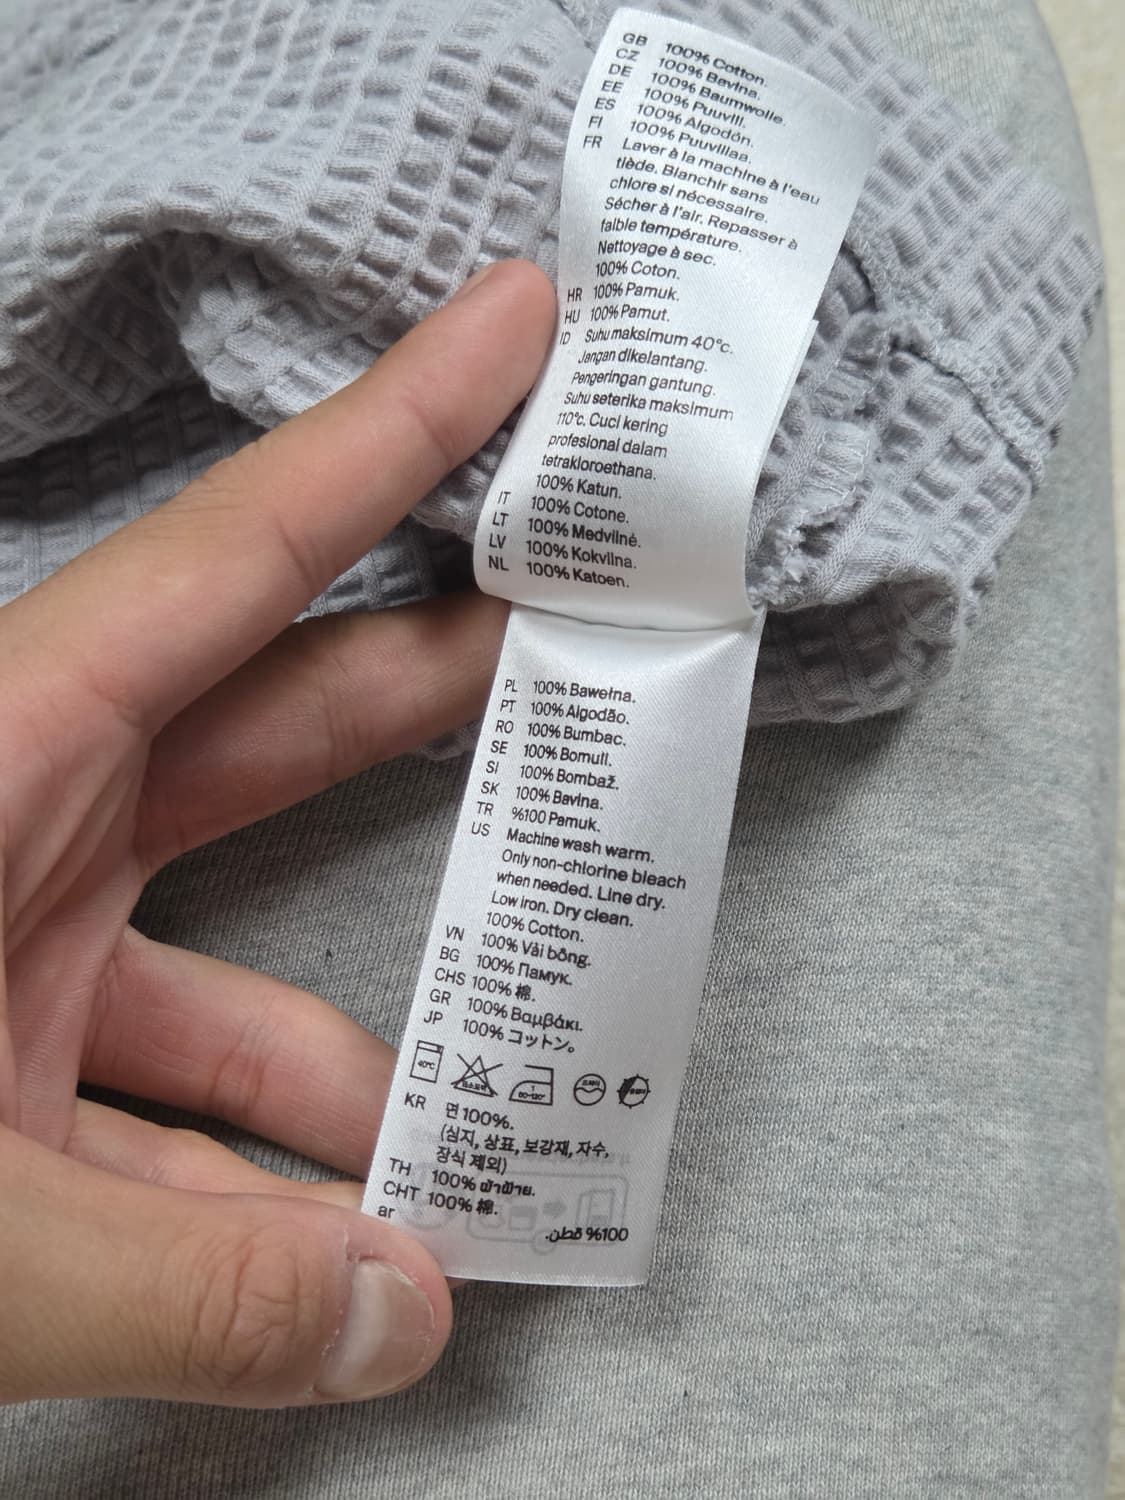 GB 100% Cotton.
CZ 100% Bavlna.
DE 100% Baumwolle.
EE 100% Puuvill.
ES 100% Algodón.
FI 100% Puuvillaa.
FR Laver à la machine à l'eau
tiède. Blanchir sans
chlore si nécessaire.
Sécher à l'air. Repasser à
faible température.
Nettoyage à sec.
100% Coton.
HR 100% Pamuk.
HU 100% Pamut.
ID Suhu maksimum 40°c.
Jangan dikelantang.
Pengeringan gantung.
Suhu seterika maksimum
110°c. Cuci kering
profesional dalam
tetrakloroethana.
100% Katun.
IT 100% Cotone.
LT 100% Medvilnė.
LV 100% Kokvilna.
NL 100% Katoen.
PL 100% Bawełna.
PT 100% Algodão.
RO 100% Bumbac.
SE 100% Bomull.
SI 100% Bombaž.
SK 100% Bavlna.
TR %100 Pamuk.
US Machine wash warm.
Only non-chlorine bleach
when needed. Line dry.
Low iron. Dry clean.
100% Cotton.
VN 100% Vải bông.
BG 100% Памук.
CHS 100% 棉.
GR 100% Βαμβάκι.
JP 100% コットン。
40°C 1 80-120°
KR 면 100%.
(심지, 상표, 보강재, 자수,
장식 제외)
TH 100% ผ้าฝ้าย.
CHT 100% 棉.
ar
100% قطن.